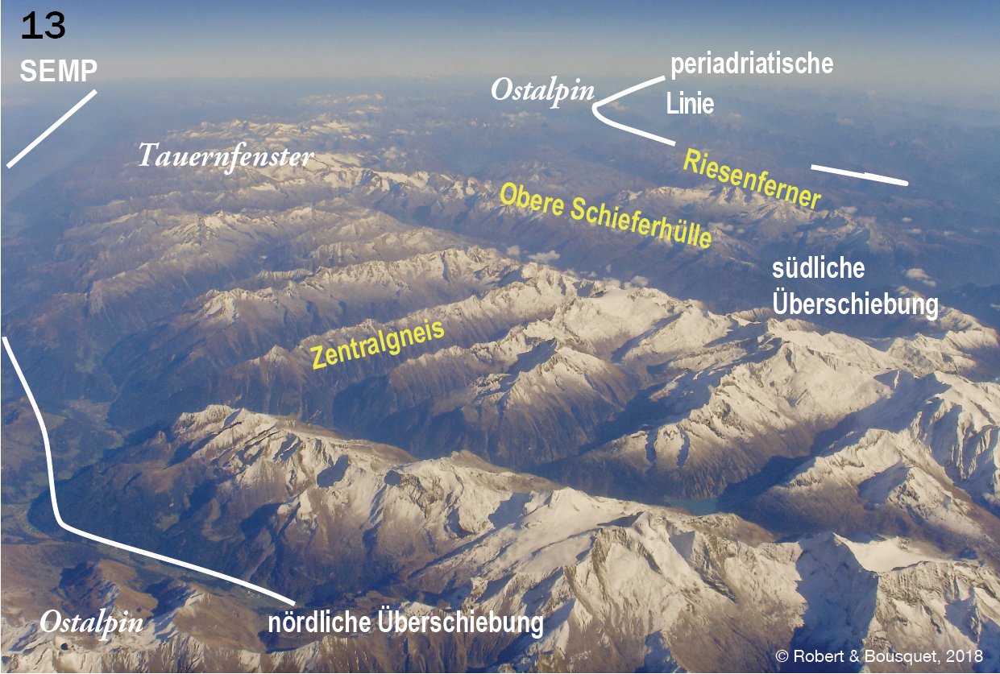 13
SEMP
periadriatische
Linie
Ostalpin
Tauernfenster
Riesenferner
Obere Schieferhülle
südliche
Überschiebung
Zentralgneis
Ostalpin
nördliche Überschiebung
© Robert & Bousquet, 2018